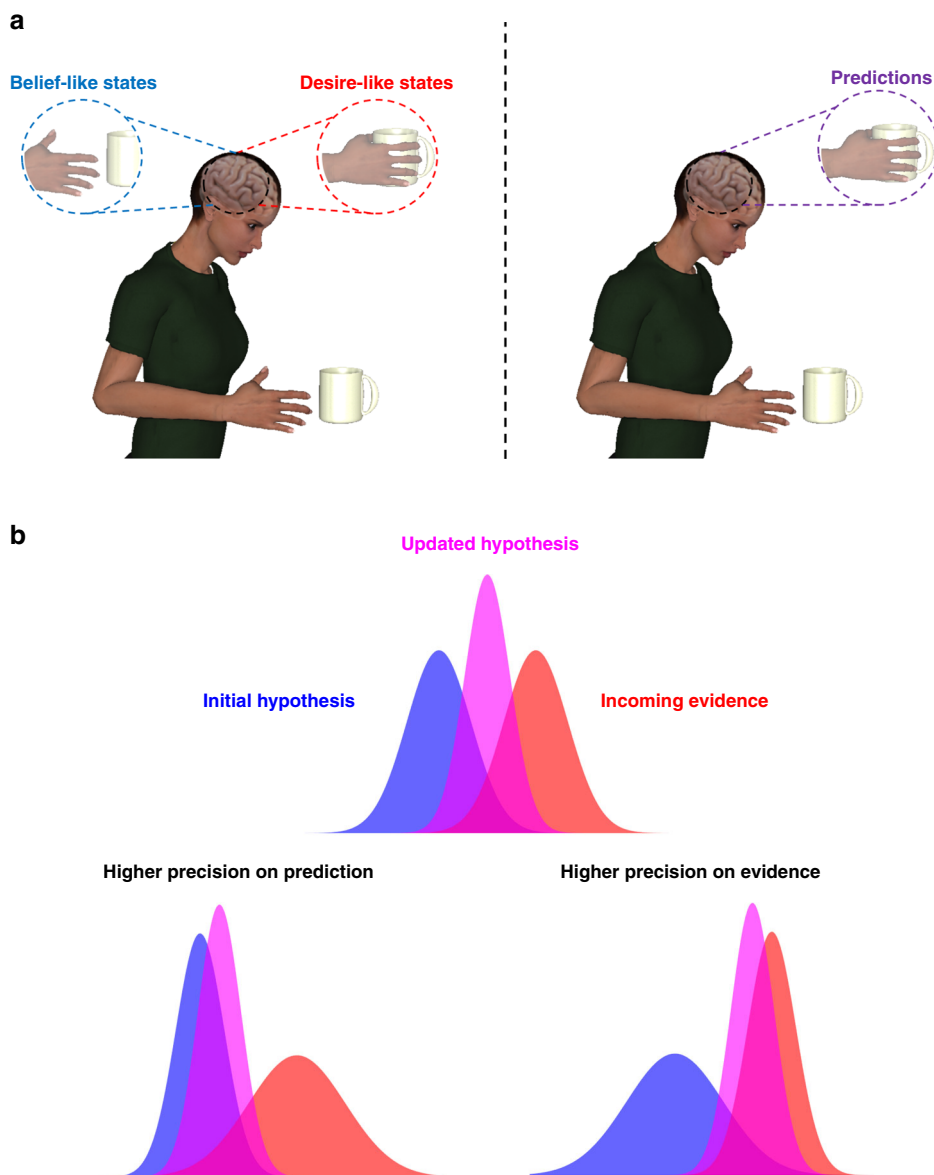 a
Belief-like states
Desire-like states
Predictions
b
Updated hypothesis
Initial hypothesis
Incoming evidence
Higher precision on prediction
Higher precision on evidence